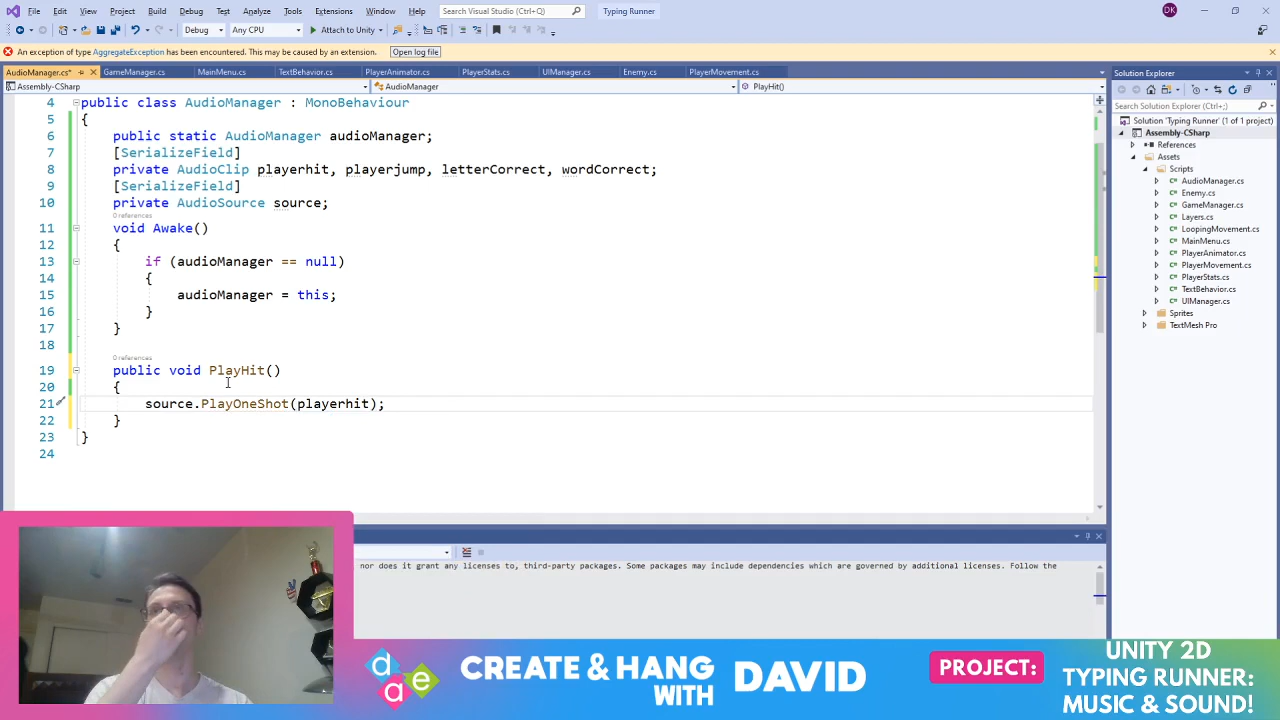 File Edit View Git Project Build Debug Test Analyze Tools Extensions Window Help Search Visual Studio (Ctrl+Q) Typing Runner DK
Debug Any CPU Attach to Unity
An exception of type AggregateException has been encountered. This may be caused by an extension. Open log file
AudioManager.cs* GameManager.cs MainMenu.cs TextBehavior.cs PlayerAnimator.cs PlayerStats.cs UIManager.cs Enemy.cs PlayerMovement.cs
Assembly-CSharp AudioManager PlayHit()
4 public class AudioManager : MonoBehaviour
5 {
6 public static AudioManager audioManager;
7 [SerializeField]
8 private AudioClip playerhit, playerjump, letterCorrect, wordCorrect;
9 [SerializeField]
10 private AudioSource source;
0 references
11 void Awake()
12 {
13 if (audioManager == null)
14 {
15 audioManager = this;
16 }
17 }
18
0 references
19 public void PlayHit()
20 {
21 source.PlayOneShot(playerhit);
22 }
23 }
24
nor does it grant any licenses to, third-party packages. Some packages may include dependencies which are governed by additional licenses. Follow the
Solution Explorer
Search Solution Explorer (Ctrl+;)
Solution 'Typing Runner' (1 of 1 project)
Assembly-CSharp
References
Assets
Scripts
AudioManager.cs
Enemy.cs
GameManager.cs
Layers.cs
LoopingMovement.cs
MainMenu.cs
PlayerAnimator.cs
PlayerMovement.cs
PlayerStats.cs
TextBehavior.cs
UIManager.cs
Sprites
TextMesh Pro
dae
CREATE & HANG
WITH
DAVID
PROJECT:
UNITY 2D
TYPING RUNNER:
MUSIC & SOUND!